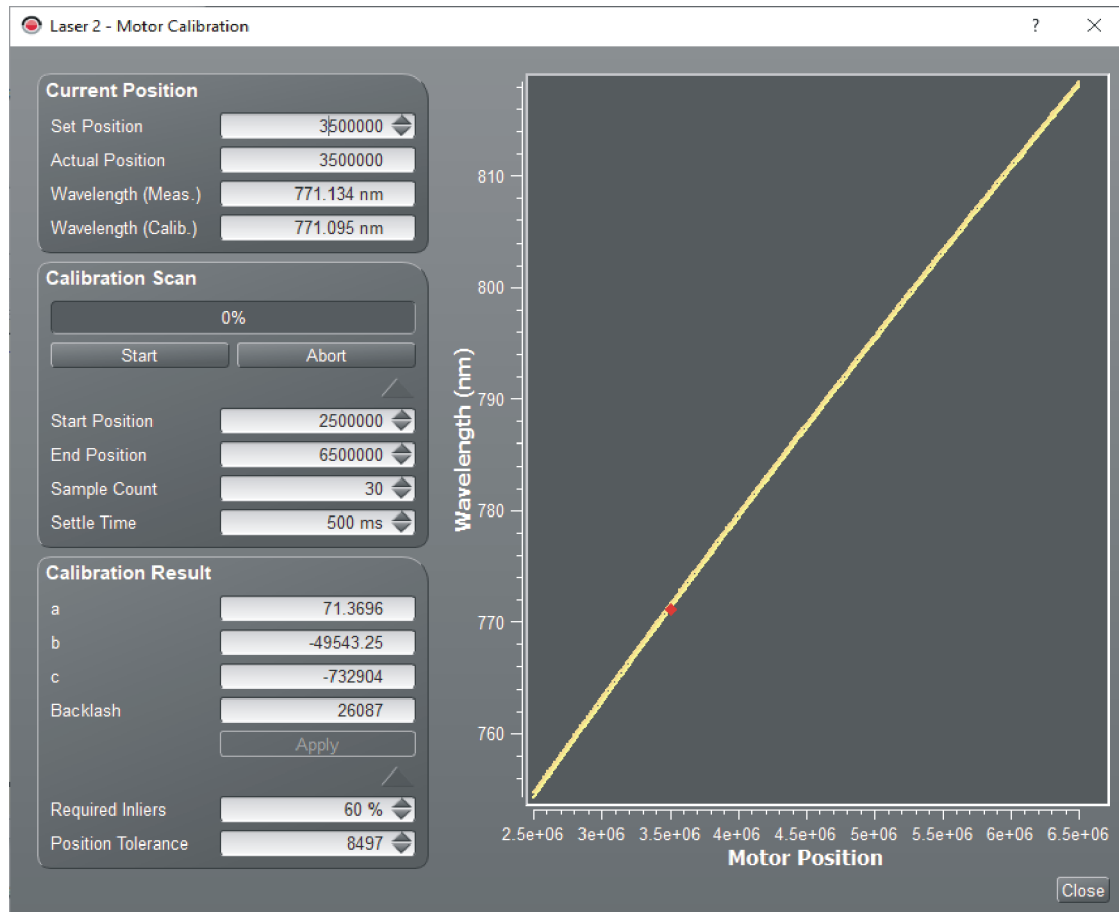 Laser 2 - Motor Calibration
?
Current Position
Set Position 3500000
Actual Position 3500000
Wavelength (Meas.) 771.134 nm
Wavelength (Calib.) 771.095 nm
Calibration Scan
0%
Start Abort
Start Position 2500000
End Position 6500000
Sample Count 30
Settle Time 500 ms
Calibration Result
a 71.3696
b -49543.25
c -732904
Backlash 26087
Apply
Required Inliers 60 %
Position Tolerance 8497
Wavelength (nm)
810
800
790
780
770
760
2.5e+06 3e+06 3.5e+06 4e+06 4.5e+06 5e+06 5.5e+06 6e+06 6.5e+06
Motor Position
Close